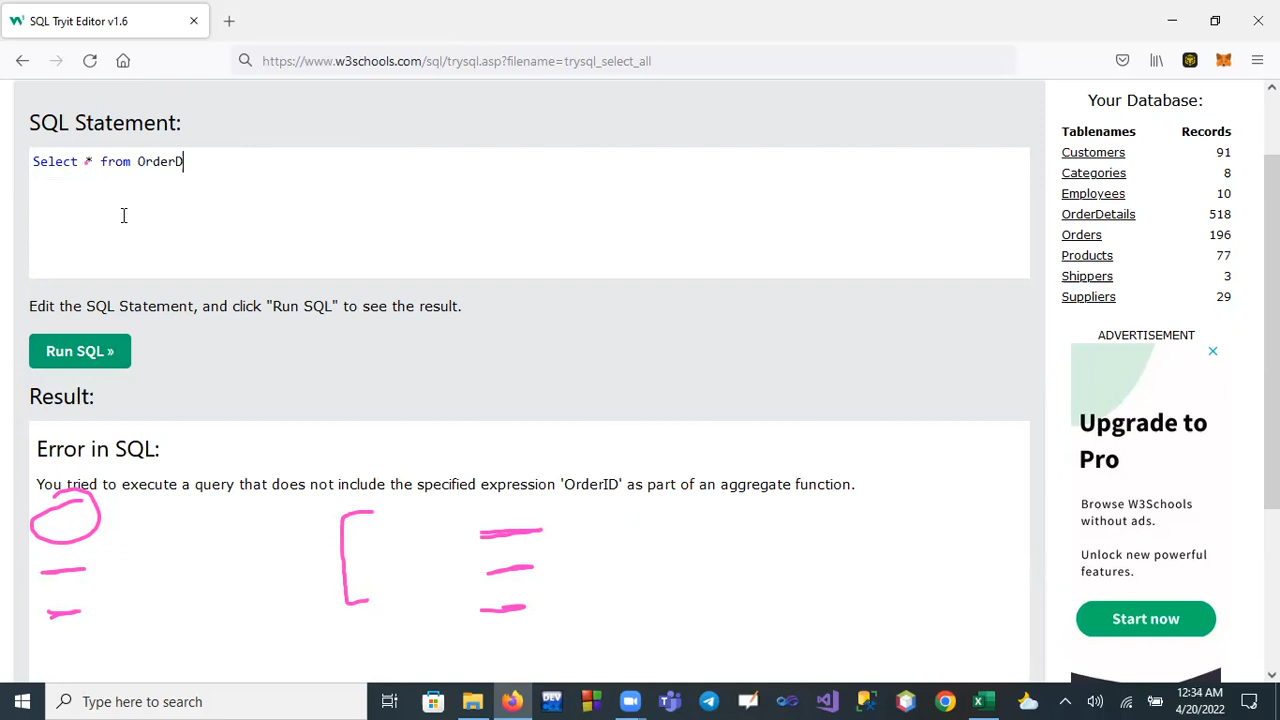 SQL Tryit Editor v1.6
https://www.w3schools.com/sql/trysql.asp?filename=trysql_select_all
SQL Statement:
Select * from OrderD
Edit the SQL Statement, and click "Run SQL" to see the result.
Run SQL »
Result:
Error in SQL:
You tried to execute a query that does not include the specified expression 'OrderID' as part of an aggregate function.
Your Database:
Tablenames Records
Customers 91
Categories 8
Employees 10
OrderDetails 518
Orders 196
Products 77
Shippers 3
Suppliers 29
ADVERTISEMENT
Upgrade to
Pro
Browse W3Schools
without ads.
Unlock new powerful
features.
Start now
Type here to search
DEV
12:34 AM
4/20/2022